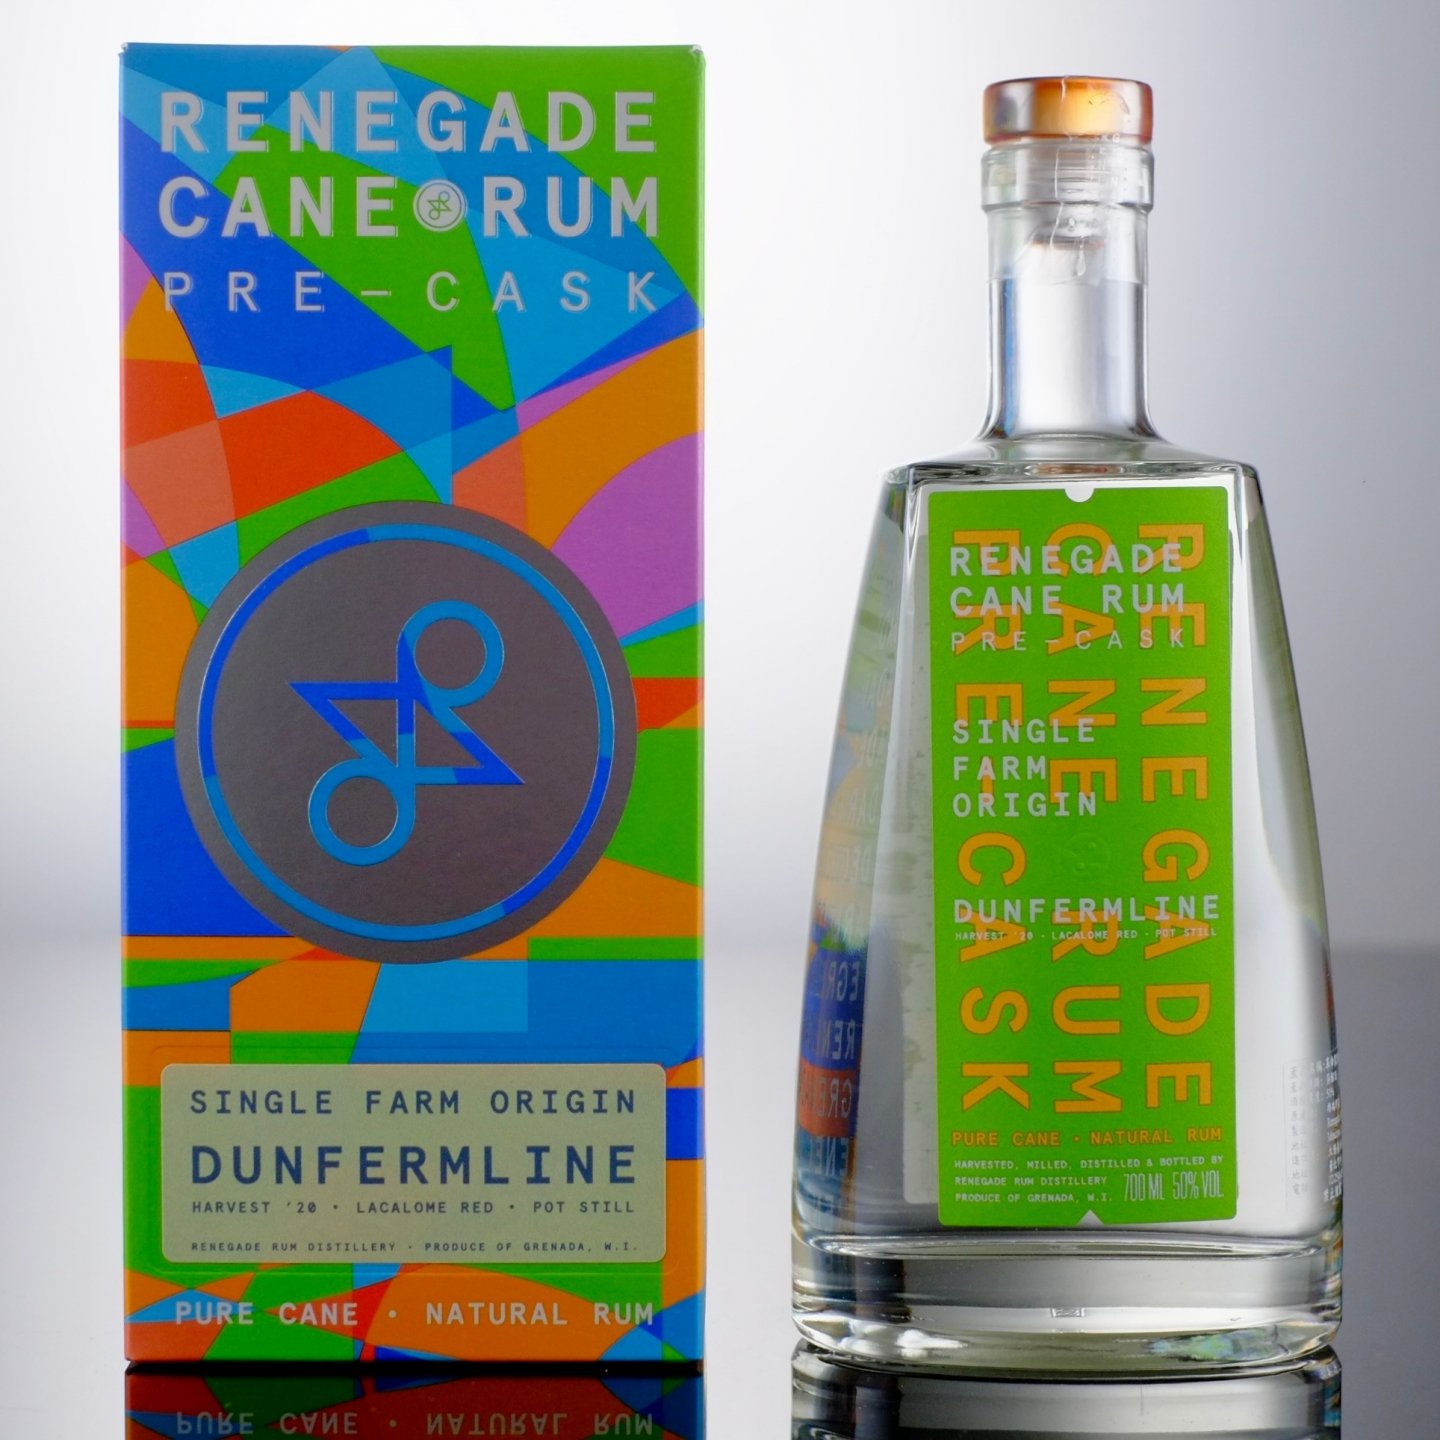 RENEGADE
CANE RUM
PRE-CASK
SINGLE FARM ORIGIN
DUNFERMLINE
HARVEST '20 · LACALOME RED · POT STILL
RENEGADE RUM DISTILLERY · PRODUCE OF GRENADA, W.I.
PURE CANE · NATURAL RUM
RENEGADE
CANE RUM
PRE-CASK
RENEGADE
CANE RUM
PRE-CASK
SINGLE
FARM
ORIGIN
DUNFERMLINE
HARVEST '20 · LACALOME RED · POT STILL
PURE CANE · NATURAL RUM
HARVESTED, MILLED, DISTILLED & BOTTLED BY
RENEGADE RUM DISTILLERY
PRODUCE OF GRENADA, W.I. 700 ML 50% VOL